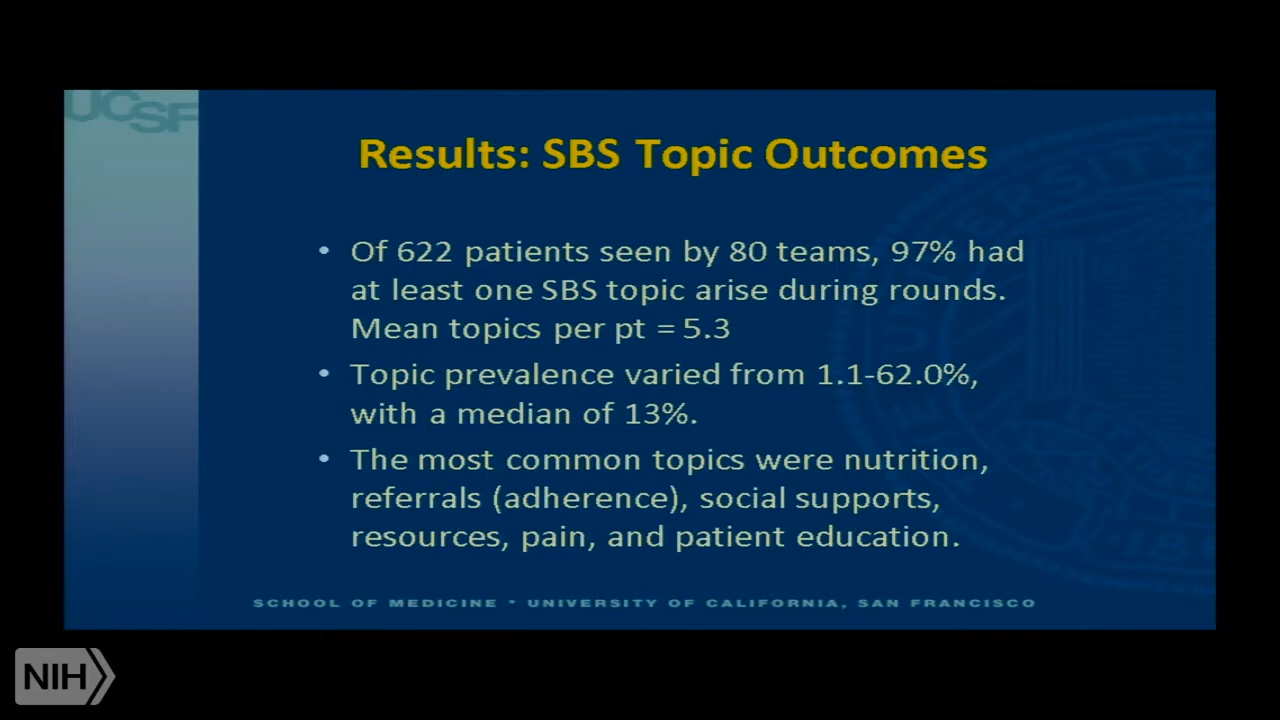 UCSF
Results: SBS Topic Outcomes
• Of 622 patients seen by 80 teams, 97% had
at least one SBS topic arise during rounds.
Mean topics per pt = 5.3
• Topic prevalence varied from 1.1-62.0%,
with a median of 13%.
• The most common topics were nutrition,
referrals (adherence), social supports,
resources, pain, and patient education.
SCHOOL OF MEDICINE • UNIVERSITY OF CALIFORNIA, SAN FRANCISCO
NIH